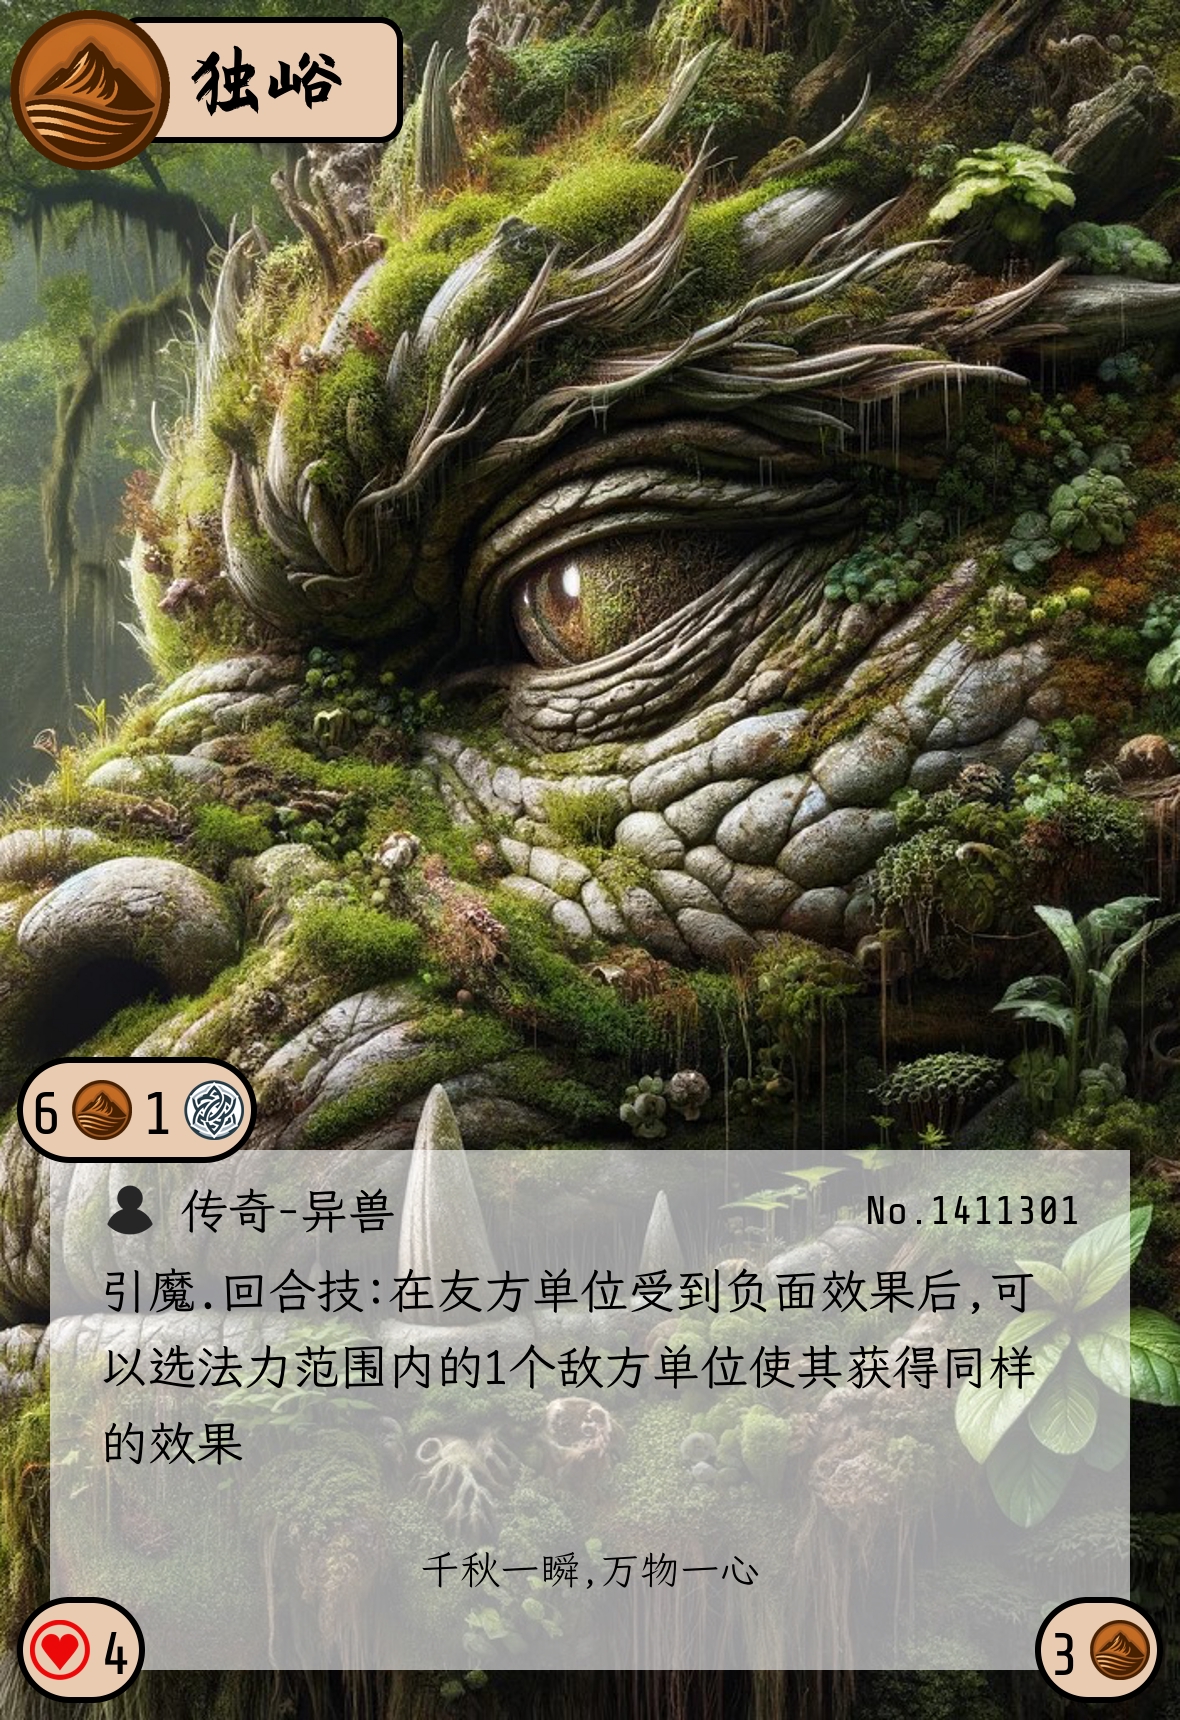 独峪
6 1
传奇-异兽
No.1411301
引魔.回合技:在友方单位受到负面效果后,可
以选法力范围内的1个敌方单位使其获得同样
的效果
千秋一瞬,万物一心
4
3